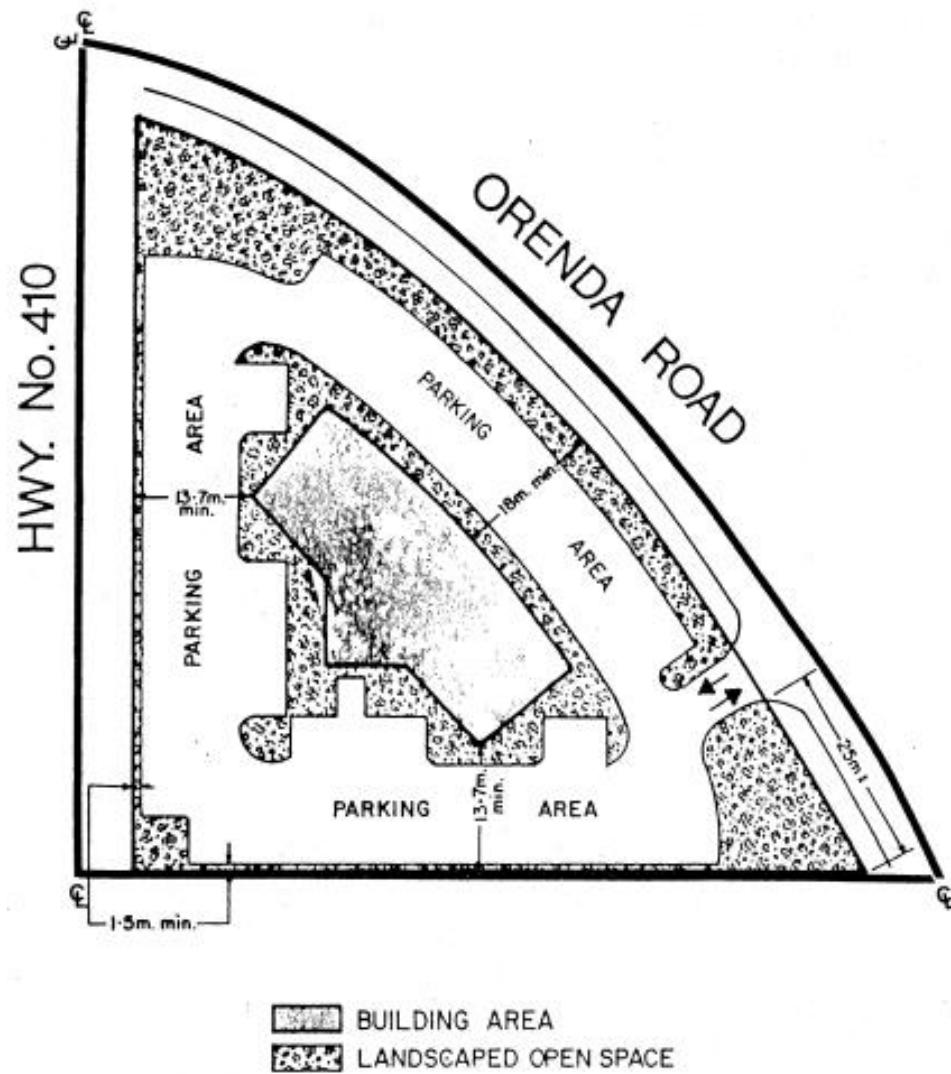 ℄
℄
ORENDA ROAD
HWY. No. 410
PARKING
AREA
AREA
PARKING
13·7m.
min.
18m. min.
25m±
13·7m.
min.
PARKING AREA
℄
℄
1·5m. min.
BUILDING AREA
LANDSCAPED OPEN SPACE